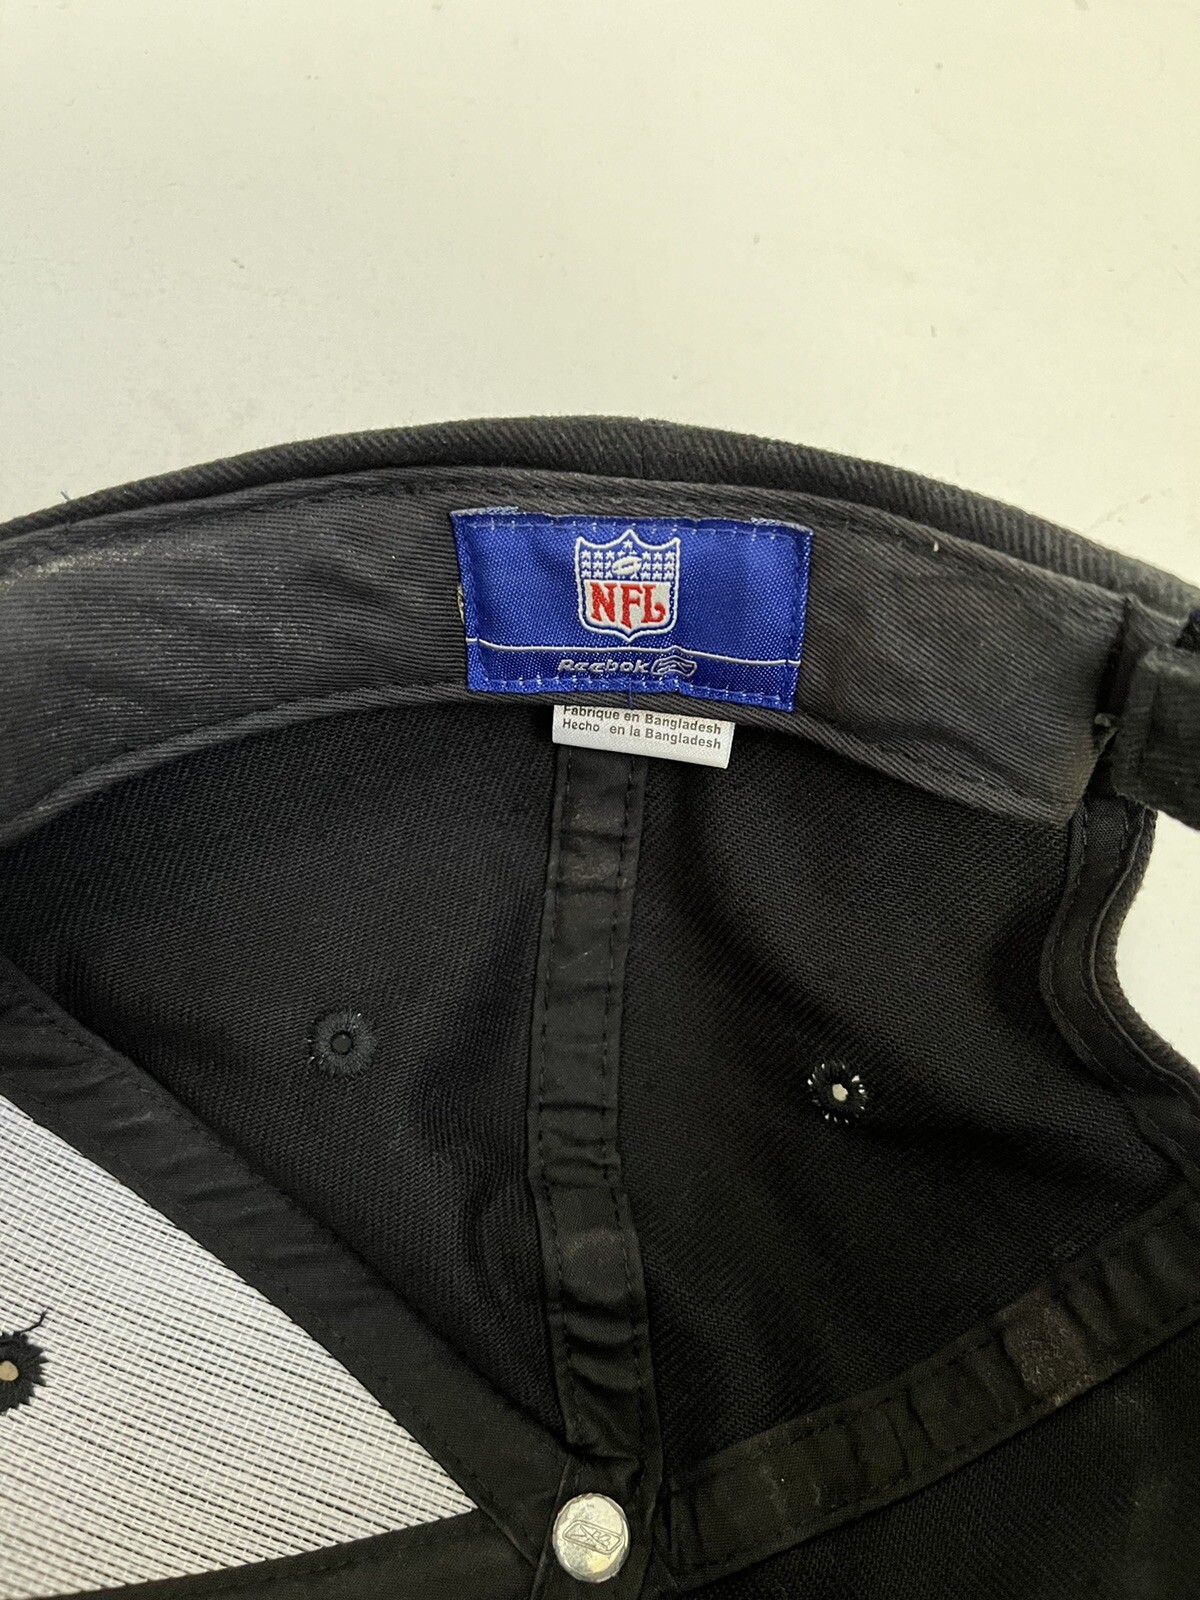 NFL
Reebok
Fabrique en Bangladesh
Hecho en la Bangladesh